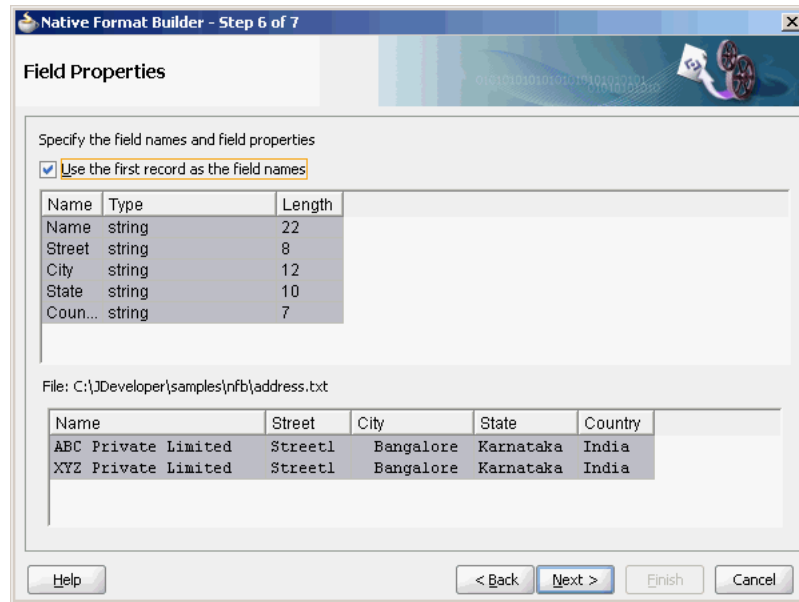 Native Format Builder - Step 6 of 7
Field Properties
Specify the field names and field properties
Use the first record as the field names
Name Type Length
Name string 22
Street string 8
City string 12
State string 10
Coun... string 7
File: C:\JDeveloper\samples\nfb\address.txt
Name Street City State Country
ABC Private Limited Street1 Bangalore Karnataka India
XYZ Private Limited Street1 Bangalore Karnataka India
Help < Back Next > Finish Cancel